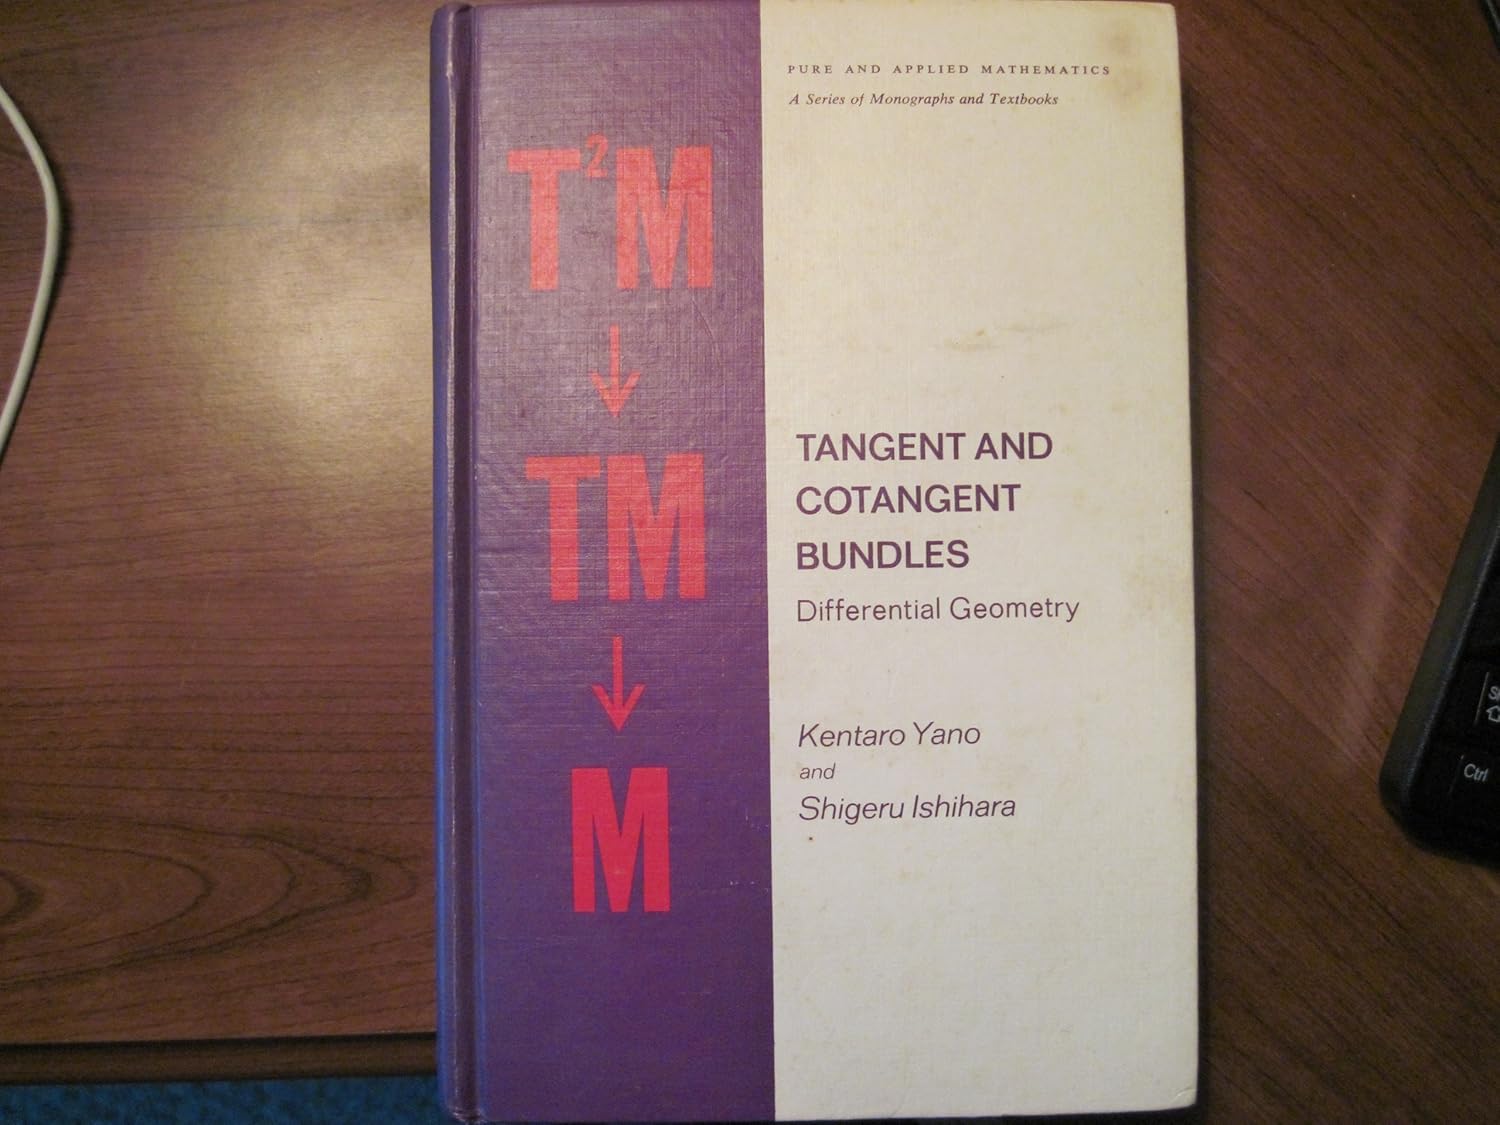 PURE AND APPLIED MATHEMATICS
A Series of Monographs and Textbooks
T²M
↓
TM
↓
M
TANGENT AND
COTANGENT
BUNDLES
Differential Geometry
Kentaro Yano
and
Shigeru Ishihara
Ctrl